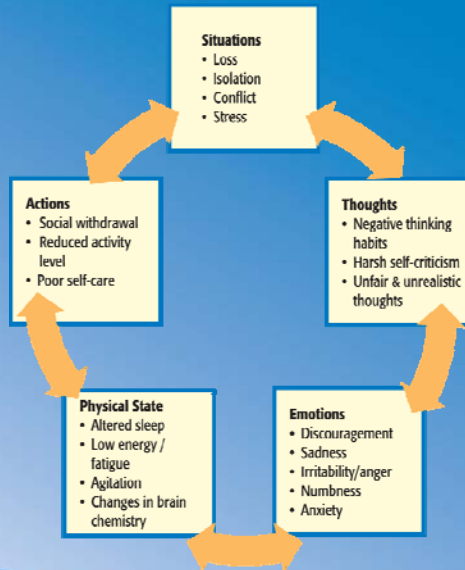 Situations
• Loss
• Isolation
• Conflict
• Stress
Actions
• Social withdrawal
• Reduced activity
level
• Poor self-care
Thoughts
• Negative thinking
habits
• Harsh self-criticism
• Unfair & unrealistic
thoughts
Physical State
• Altered sleep
• Low energy /
fatigue
• Agitation
• Changes in brain
chemistry
Emotions
• Discouragement
• Sadness
• Irritability/anger
• Numbness
• Anxiety